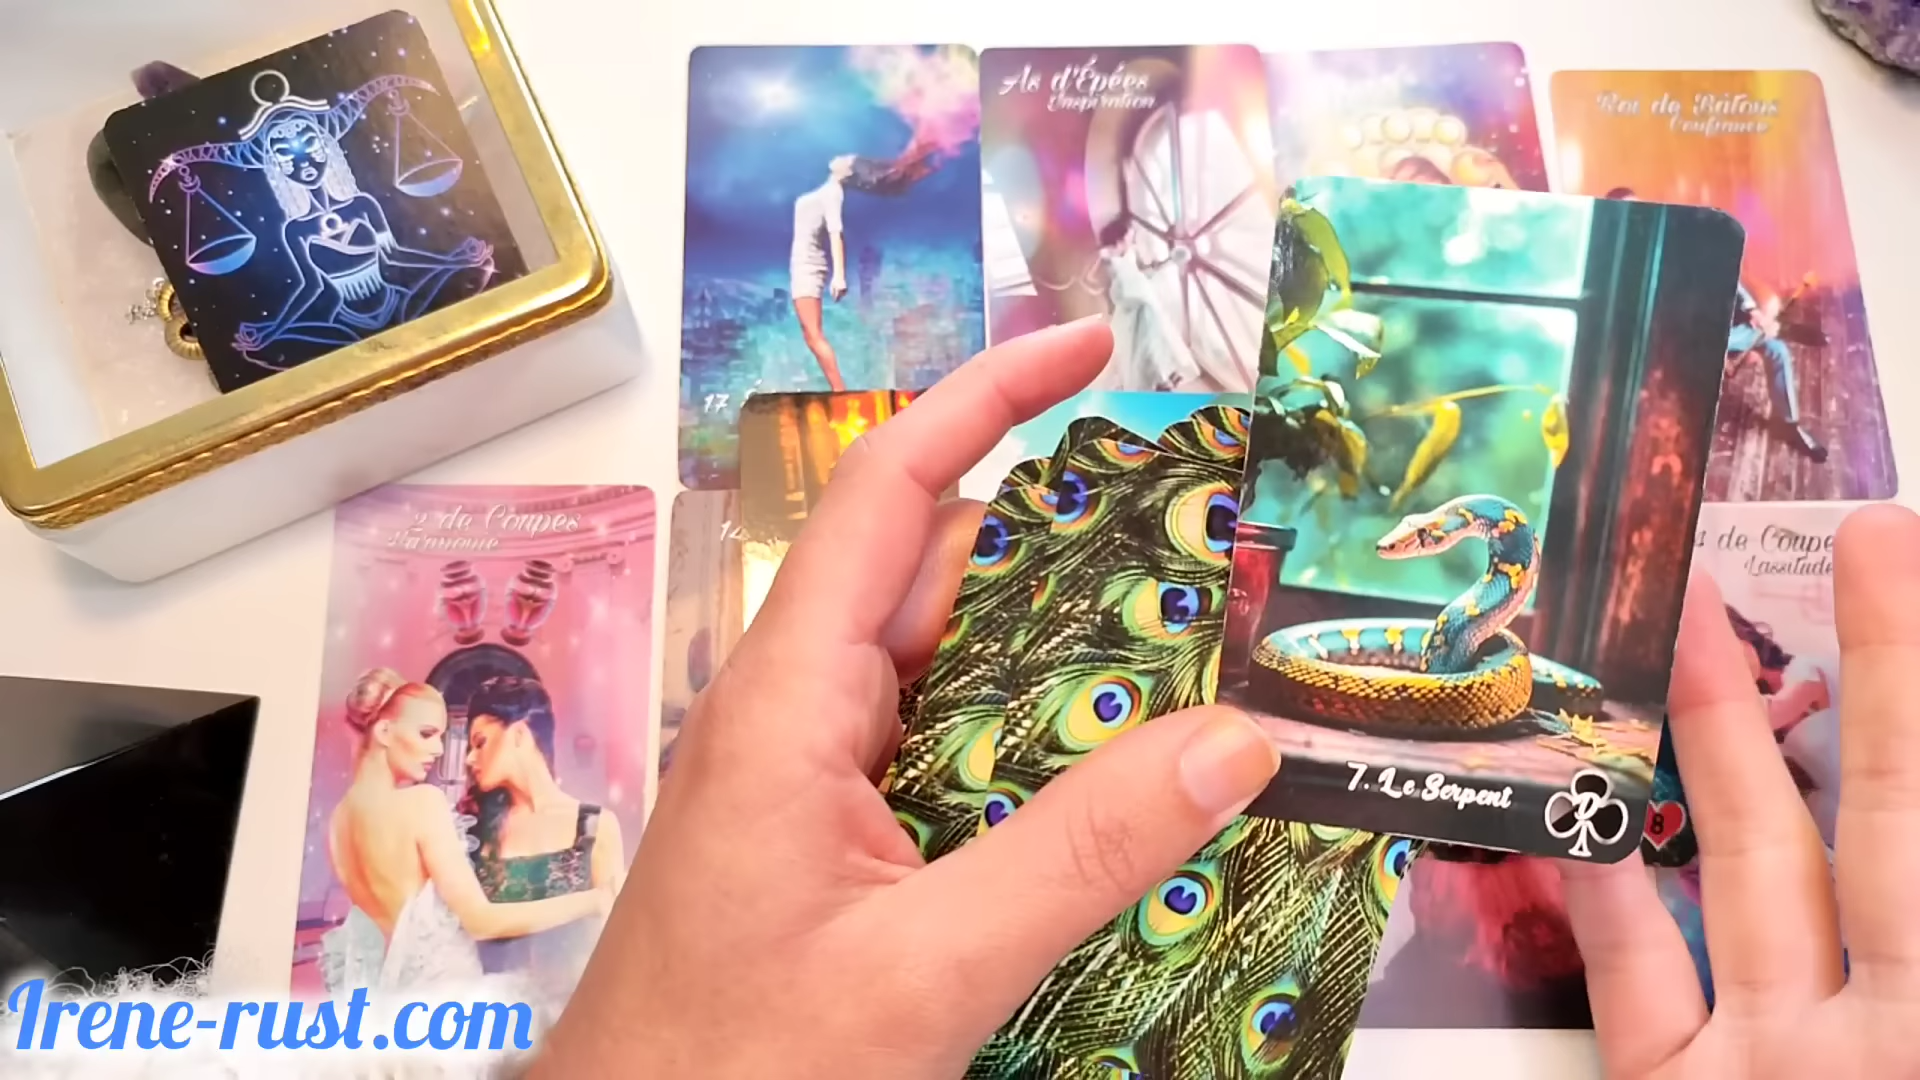 As d'Épées
L'inspiration
Roi de Bâtons
Confiance
17
2 de Coupes
Harmonie
14
4 de Coupe
Lassitude
7. Le Serpent
D
8
Irene-rust.com